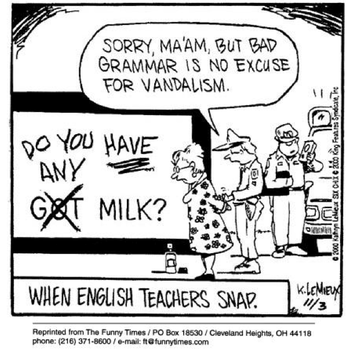 SORRY, MA'AM, BUT BAD
GRAMMAR IS NO EXCUSE
FOR VANDALISM.
DO YOU HAVE
ANY
GOT MILK?
WHEN ENGLISH TEACHERS SNAP.
K. LEMIEUX
11/3
Reprinted from The Funny Times / PO Box 18530 / Cleveland Heights, OH 44118
phone: (216) 371-8600 / e-mail: ft@funnytimes.com